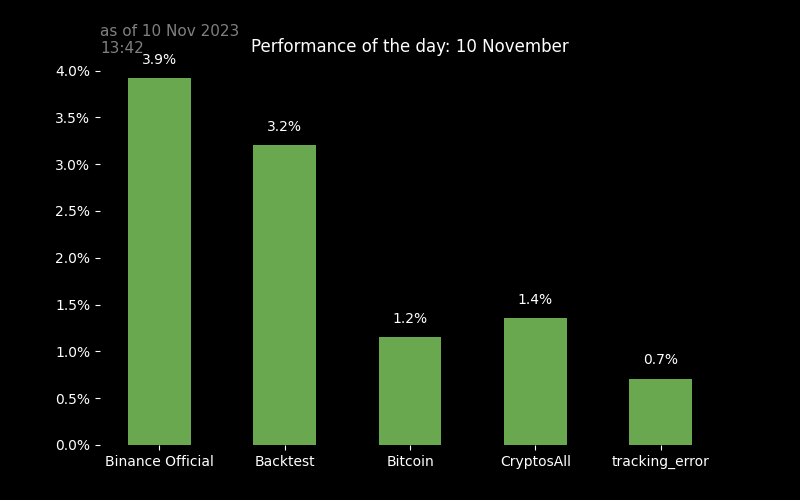 as of 10 Nov 2023
13:42
Performance of the day: 10 November
4.0%
3.5%
3.0%
2.5%
2.0%
1.5%
1.0%
0.5%
0.0%
3.9%
3.2%
1.2%
1.4%
0.7%
Binance Official
Backtest
Bitcoin
CryptosAll
tracking_error